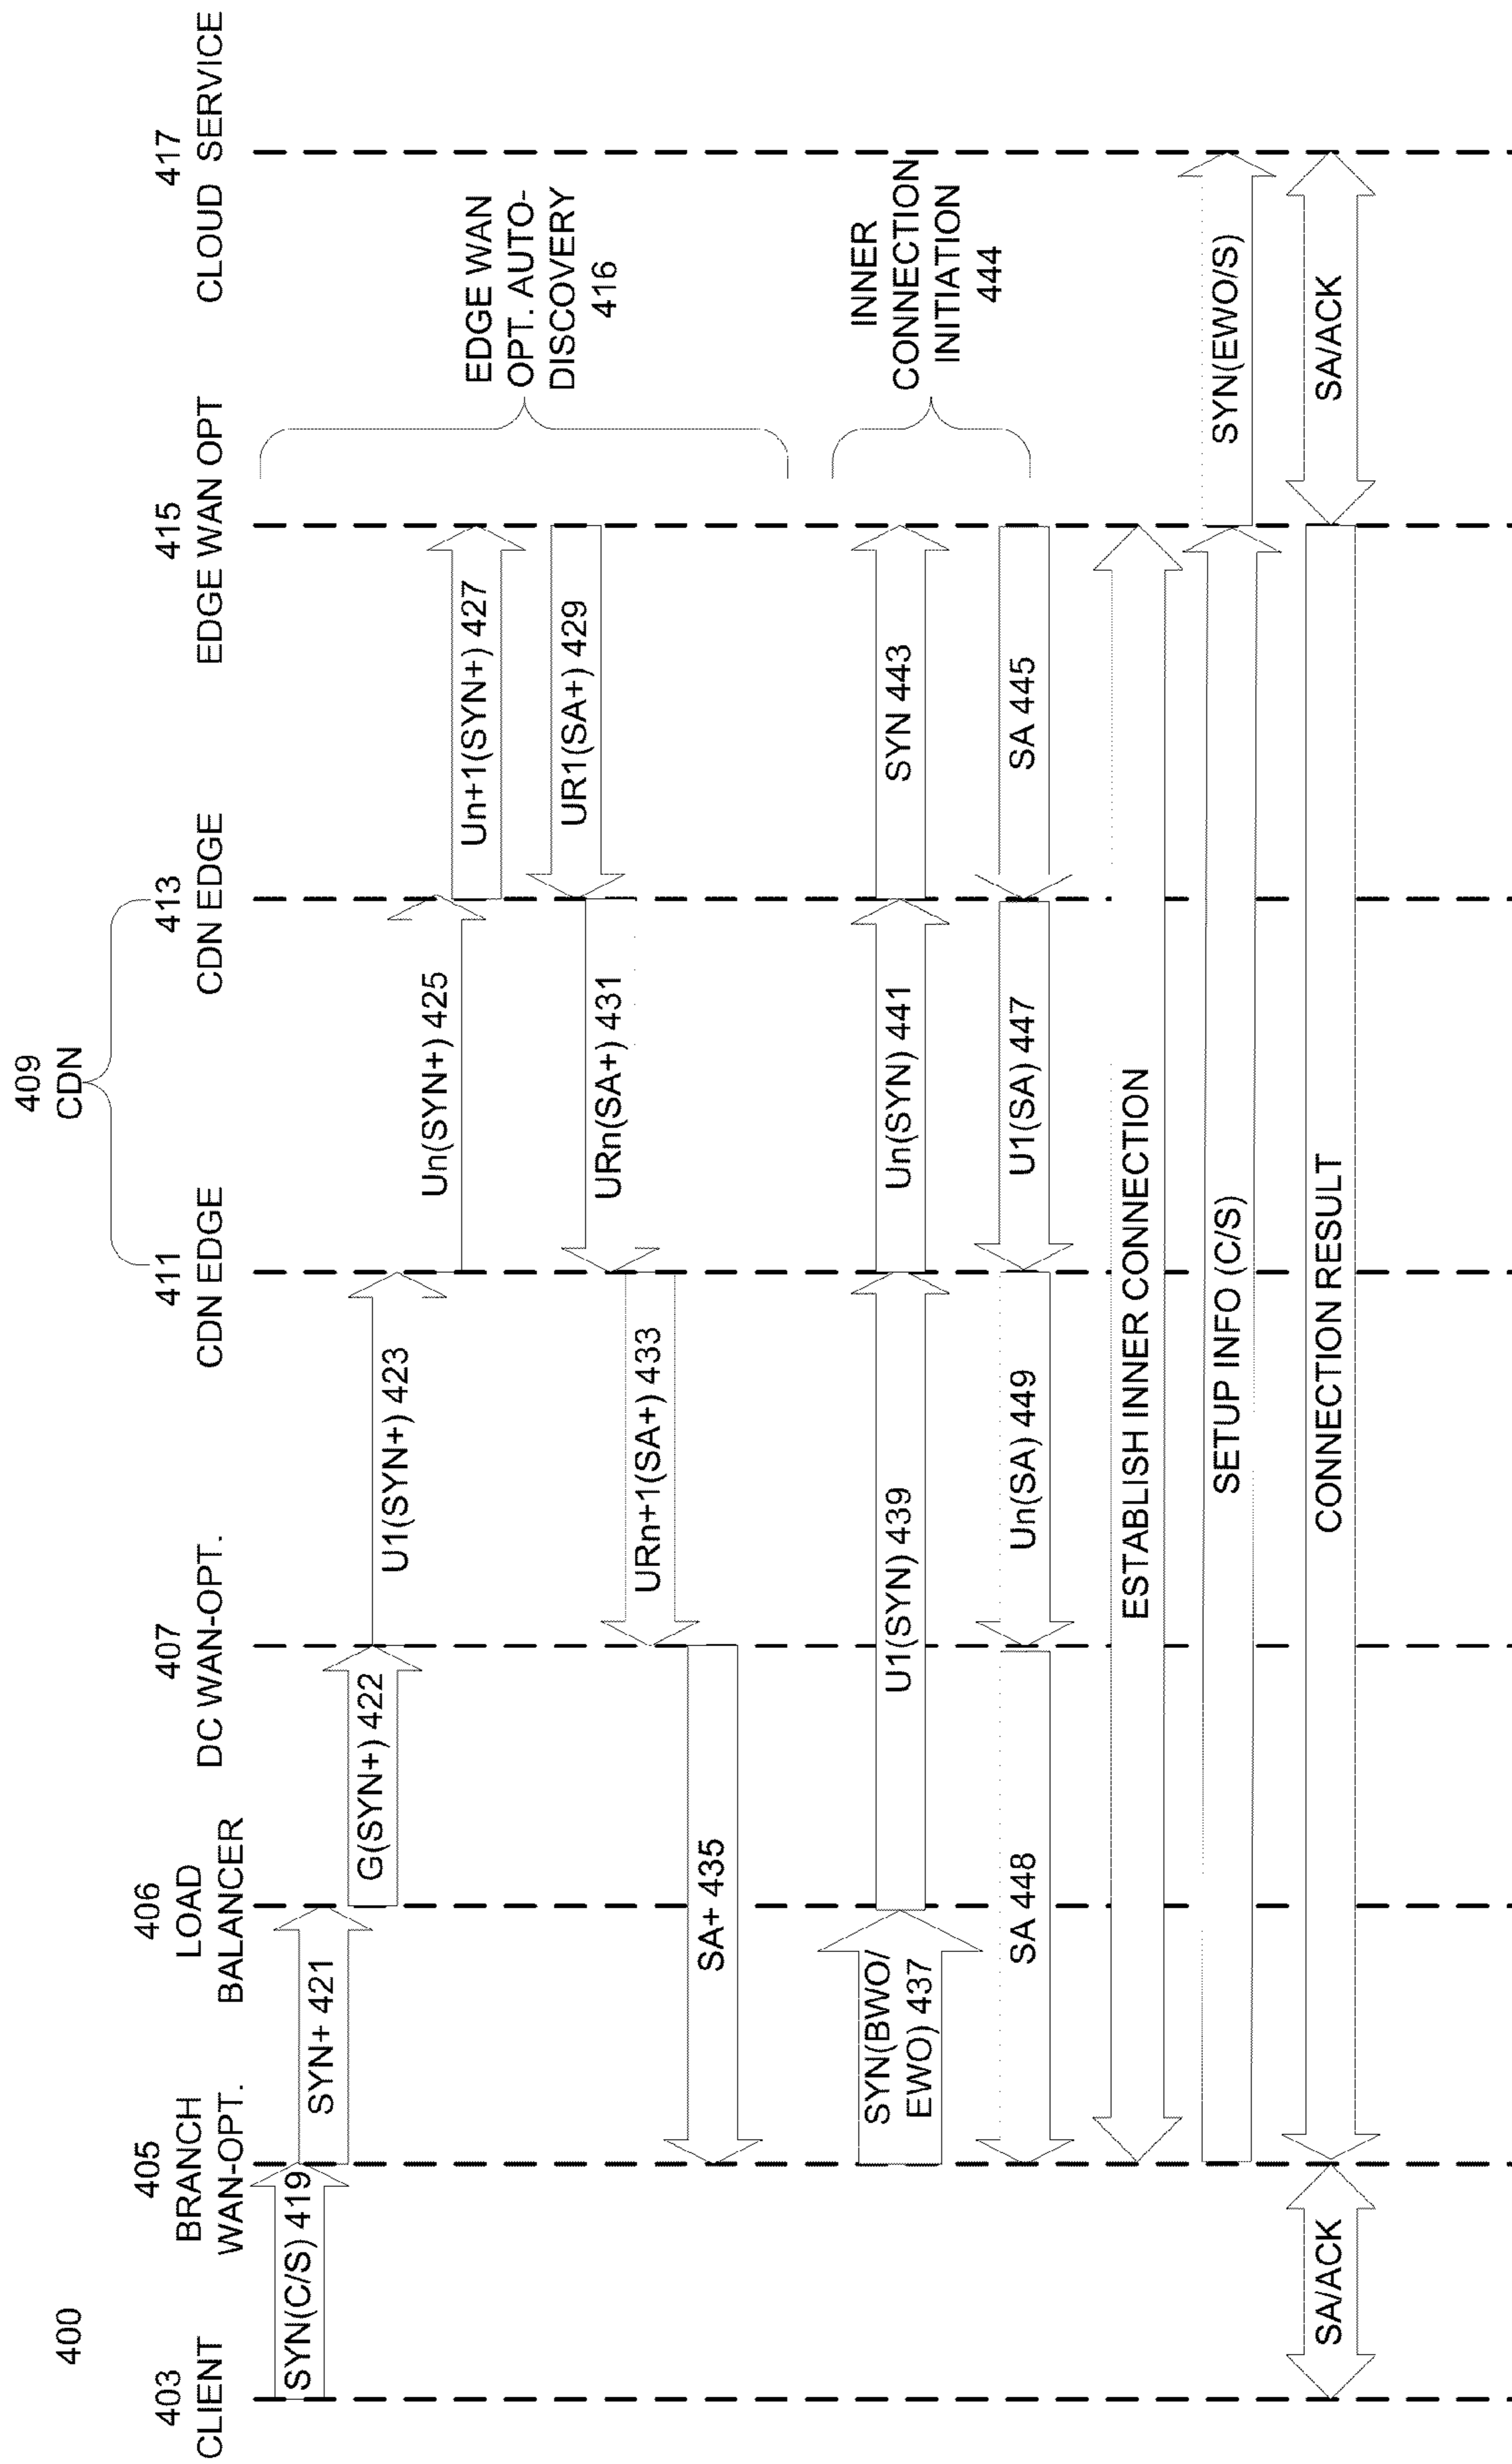 400
409
CDN
403
CLIENT
405
BRANCH
WAN-OPT.
406
LOAD
BALANCER
407
DC WAN-OPT.
411
CDN EDGE
413
CDN EDGE
415
EDGE WAN OPT
417
CLOUD SERVICE
SYN(C/S) 419
SYN+ 421
G(SYN+) 422
U1(SYN+) 423
Un(SYN+) 425
Un+1(SYN+) 427
EDGE WAN
OPT. AUTO-
DISCOVERY
416
UR1(SA+) 429
URn(SA+) 431
URn+1(SA+) 433
SA+ 435
SYN(BWO/
EWO) 437
U1(SYN) 439
Un(SYN) 441
SYN 443
INNER
CONNECTION
INITIATION
444
SA 448
Un(SA) 449
U1(SA) 447
SA 445
ESTABLISH INNER CONNECTION
SETUP INFO (C/S)
SYN(EWO/S)
SA/ACK
CONNECTION RESULT
SA/ACK